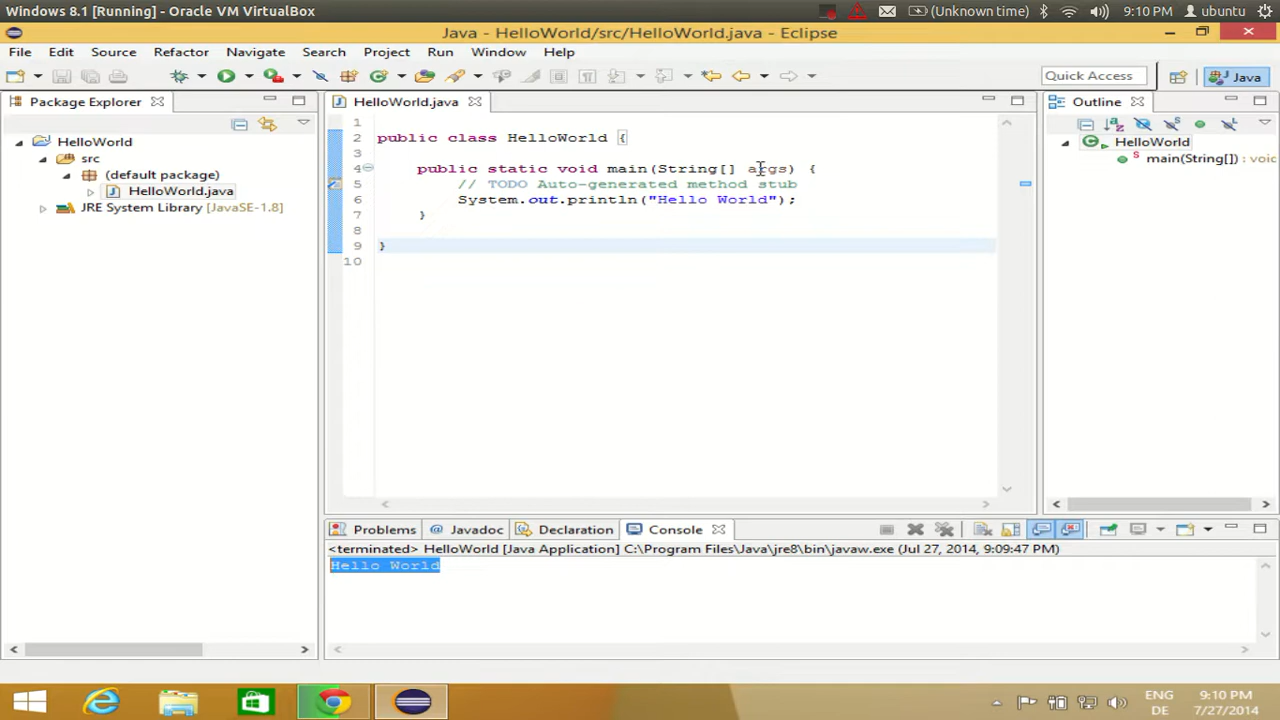 Windows 8.1 [Running] - Oracle VM VirtualBox
(Unknown time) 9:10 PM ubuntu
Java - HelloWorld/src/HelloWorld.java - Eclipse
File Edit Source Refactor Navigate Search Project Run Window Help
Quick Access Java
Package Explorer
HelloWorld
src
(default package)
HelloWorld.java
JRE System Library [JavaSE-1.8]
HelloWorld.java
1
2 public class HelloWorld {
3
4 public static void main(String[] args) {
5 // TODO Auto-generated method stub
6 System.out.println("Hello World");
7 }
8
9 }
10
Outline
HelloWorld
main(String[]) : voic
Problems @ Javadoc Declaration Console
<terminated> HelloWorld [Java Application] C:\Program Files\Java\jre8\bin\javaw.exe (Jul 27, 2014, 9:09:47 PM)
Hello World
ENG 9:10 PM
DE 7/27/2014